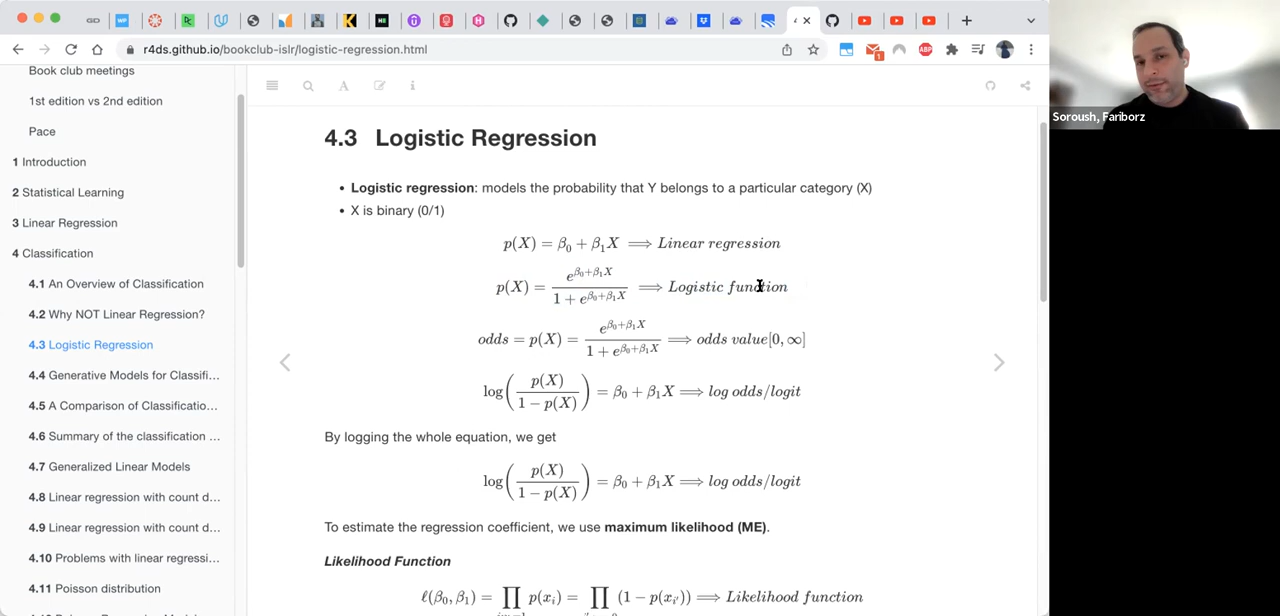 r4ds.github.io/bookclub-islr/logistic-regression.html
1
ABP
Soroush, Fariborz
Book club meetings
1st edition vs 2nd edition
Pace
1 Introduction
2 Statistical Learning
3 Linear Regression
4 Classification
4.1 An Overview of Classification
4.2 Why NOT Linear Regression?
4.3 Logistic Regression
4.4 Generative Models for Classifi...
4.5 A Comparison of Classificatio...
4.6 Summary of the classification ...
4.7 Generalized Linear Models
4.8 Linear regression with count d...
4.9 Linear regression with count d...
4.10 Problems with linear regressi...
4.11 Poisson distribution
4.3 Logistic Regression
• Logistic regression: models the probability that Y belongs to a particular category (X)
• X is binary (0/1)
p(X) = β₀ + β₁X ⟹ Linear regression
p(X) = e^{β₀+β₁X} / (1 + e^{β₀+β₁X}) ⟹ Logistic function
odds = p(X) = e^{β₀+β₁X} / (1 + e^{β₀+β₁X}) ⟹ odds value[0, ∞]
log(p(X) / (1 − p(X))) = β₀ + β₁X ⟹ log odds/logit
By logging the whole equation, we get
log(p(X) / (1 − p(X))) = β₀ + β₁X ⟹ log odds/logit
To estimate the regression coefficient, we use maximum likelihood (ME).
Likelihood Function
ℓ(β₀, β₁) = ∏ p(xᵢ) = ∏ (1 − p(xᵢ′)) ⟹ Likelihood function